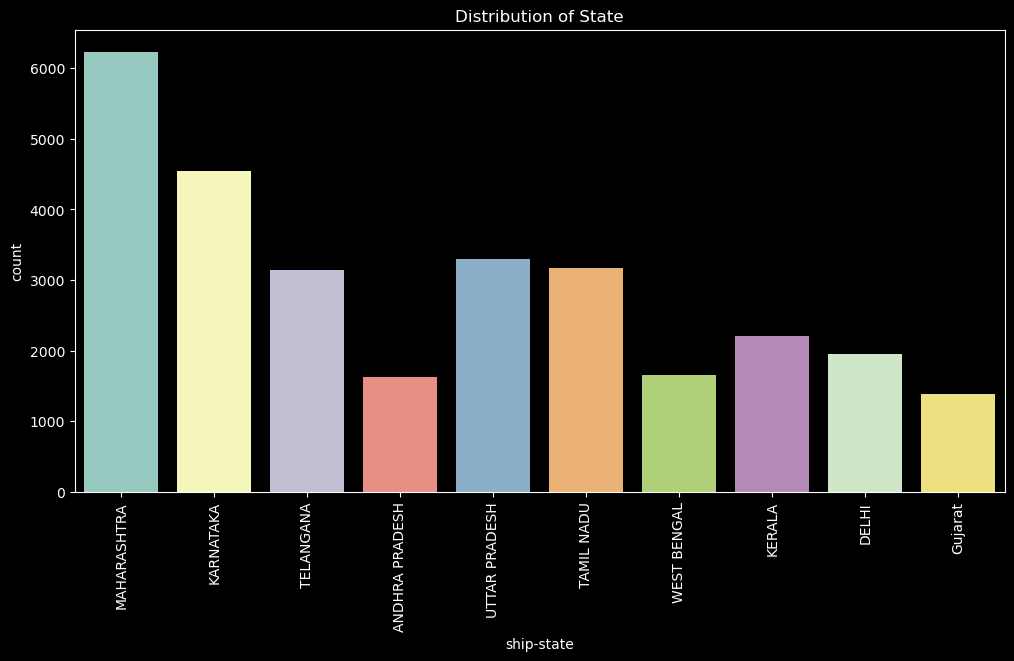 Distribution of State
count
6000
5000
4000
3000
2000
1000
0
MAHARASHTRA
KARNATAKA
TELANGANA
ANDHRA PRADESH
UTTAR PRADESH
TAMIL NADU
WEST BENGAL
KERALA
DELHI
Gujarat
ship-state